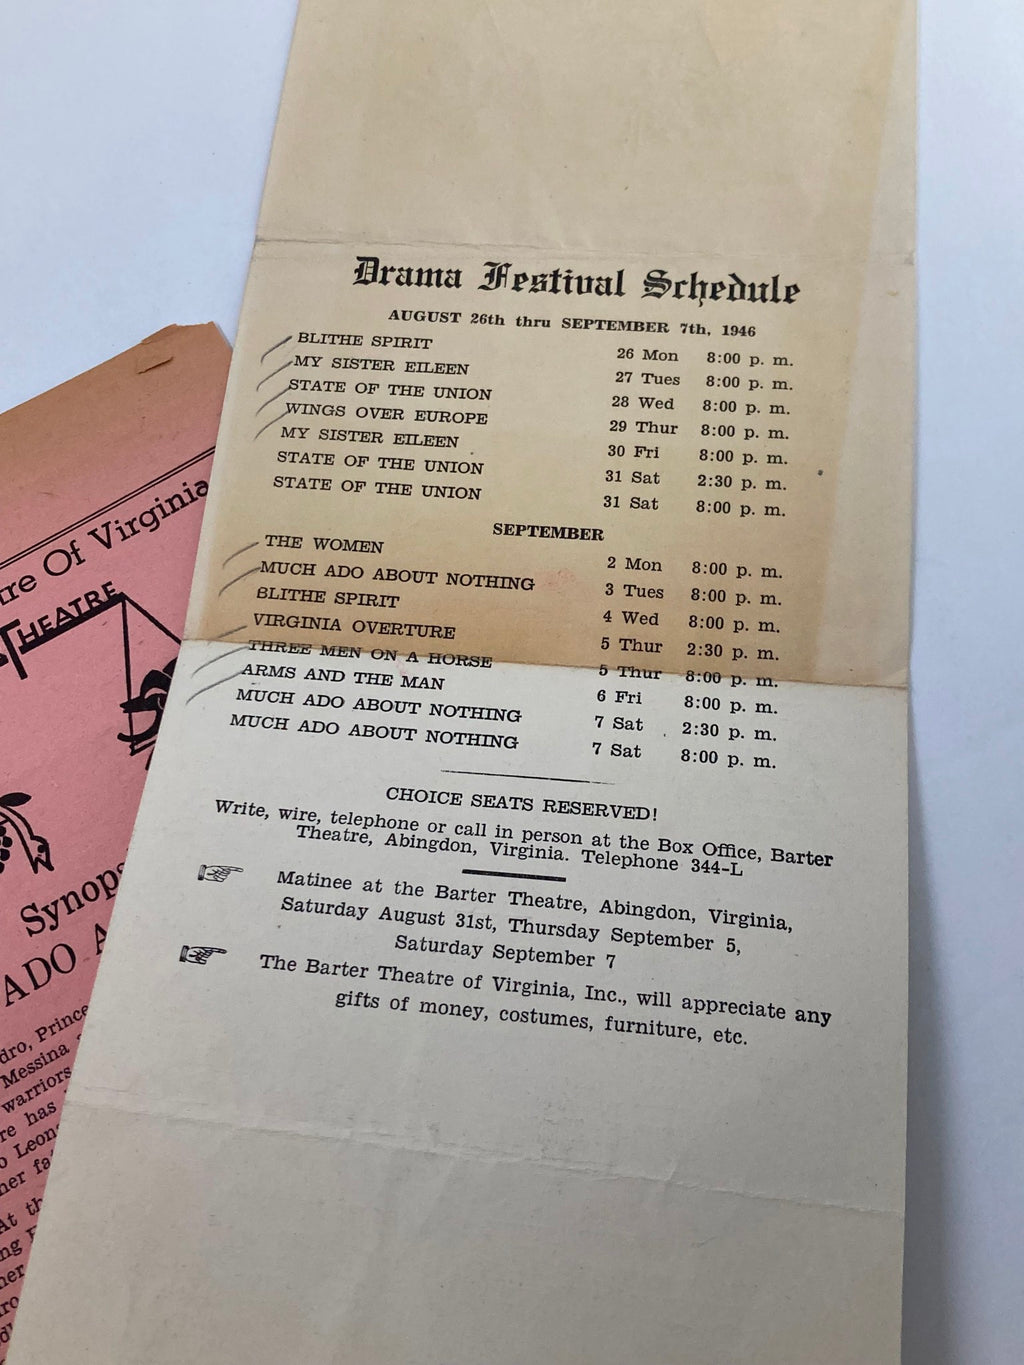 Drama Festival Schedule
AUGUST 26th thru SEPTEMBER 7th, 1946
BLITHE SPIRIT 26 Mon 8:00 p. m.
MY SISTER EILEEN 27 Tues 8:00 p. m.
STATE OF THE UNION 28 Wed 8:00 p. m.
WINGS OVER EUROPE 29 Thur 8:00 p. m.
MY SISTER EILEEN 30 Fri 8:00 p. m.
STATE OF THE UNION 31 Sat 2:30 p. m.
STATE OF THE UNION 31 Sat 8:00 p. m.
SEPTEMBER
THE WOMEN 2 Mon 8:00 p. m.
MUCH ADO ABOUT NOTHING 3 Tues 8:00 p. m.
BLITHE SPIRIT 4 Wed 8:00 p. m.
VIRGINIA OVERTURE 5 Thur 2:30 p. m.
THREE MEN ON A HORSE 5 Thur 8:00 p. m.
ARMS AND THE MAN 6 Fri 8:00 p. m.
MUCH ADO ABOUT NOTHING 7 Sat 2:30 p. m.
MUCH ADO ABOUT NOTHING 7 Sat 8:00 p. m.
CHOICE SEATS RESERVED!
Write, wire, telephone or call in person at the Box Office, Barter
Theatre, Abingdon, Virginia. Telephone 344-L
Matinee at the Barter Theatre, Abingdon, Virginia,
Saturday August 31st, Thursday September 5,
Saturday September 7
The Barter Theatre of Virginia, Inc., will appreciate any
gifts of money, costumes, furniture, etc.
tre Of Virginia
THEATRE
Synops
ADO A
dro, Prince
Messina
warriors
re has
o Leon
her fa
At th
ng
her